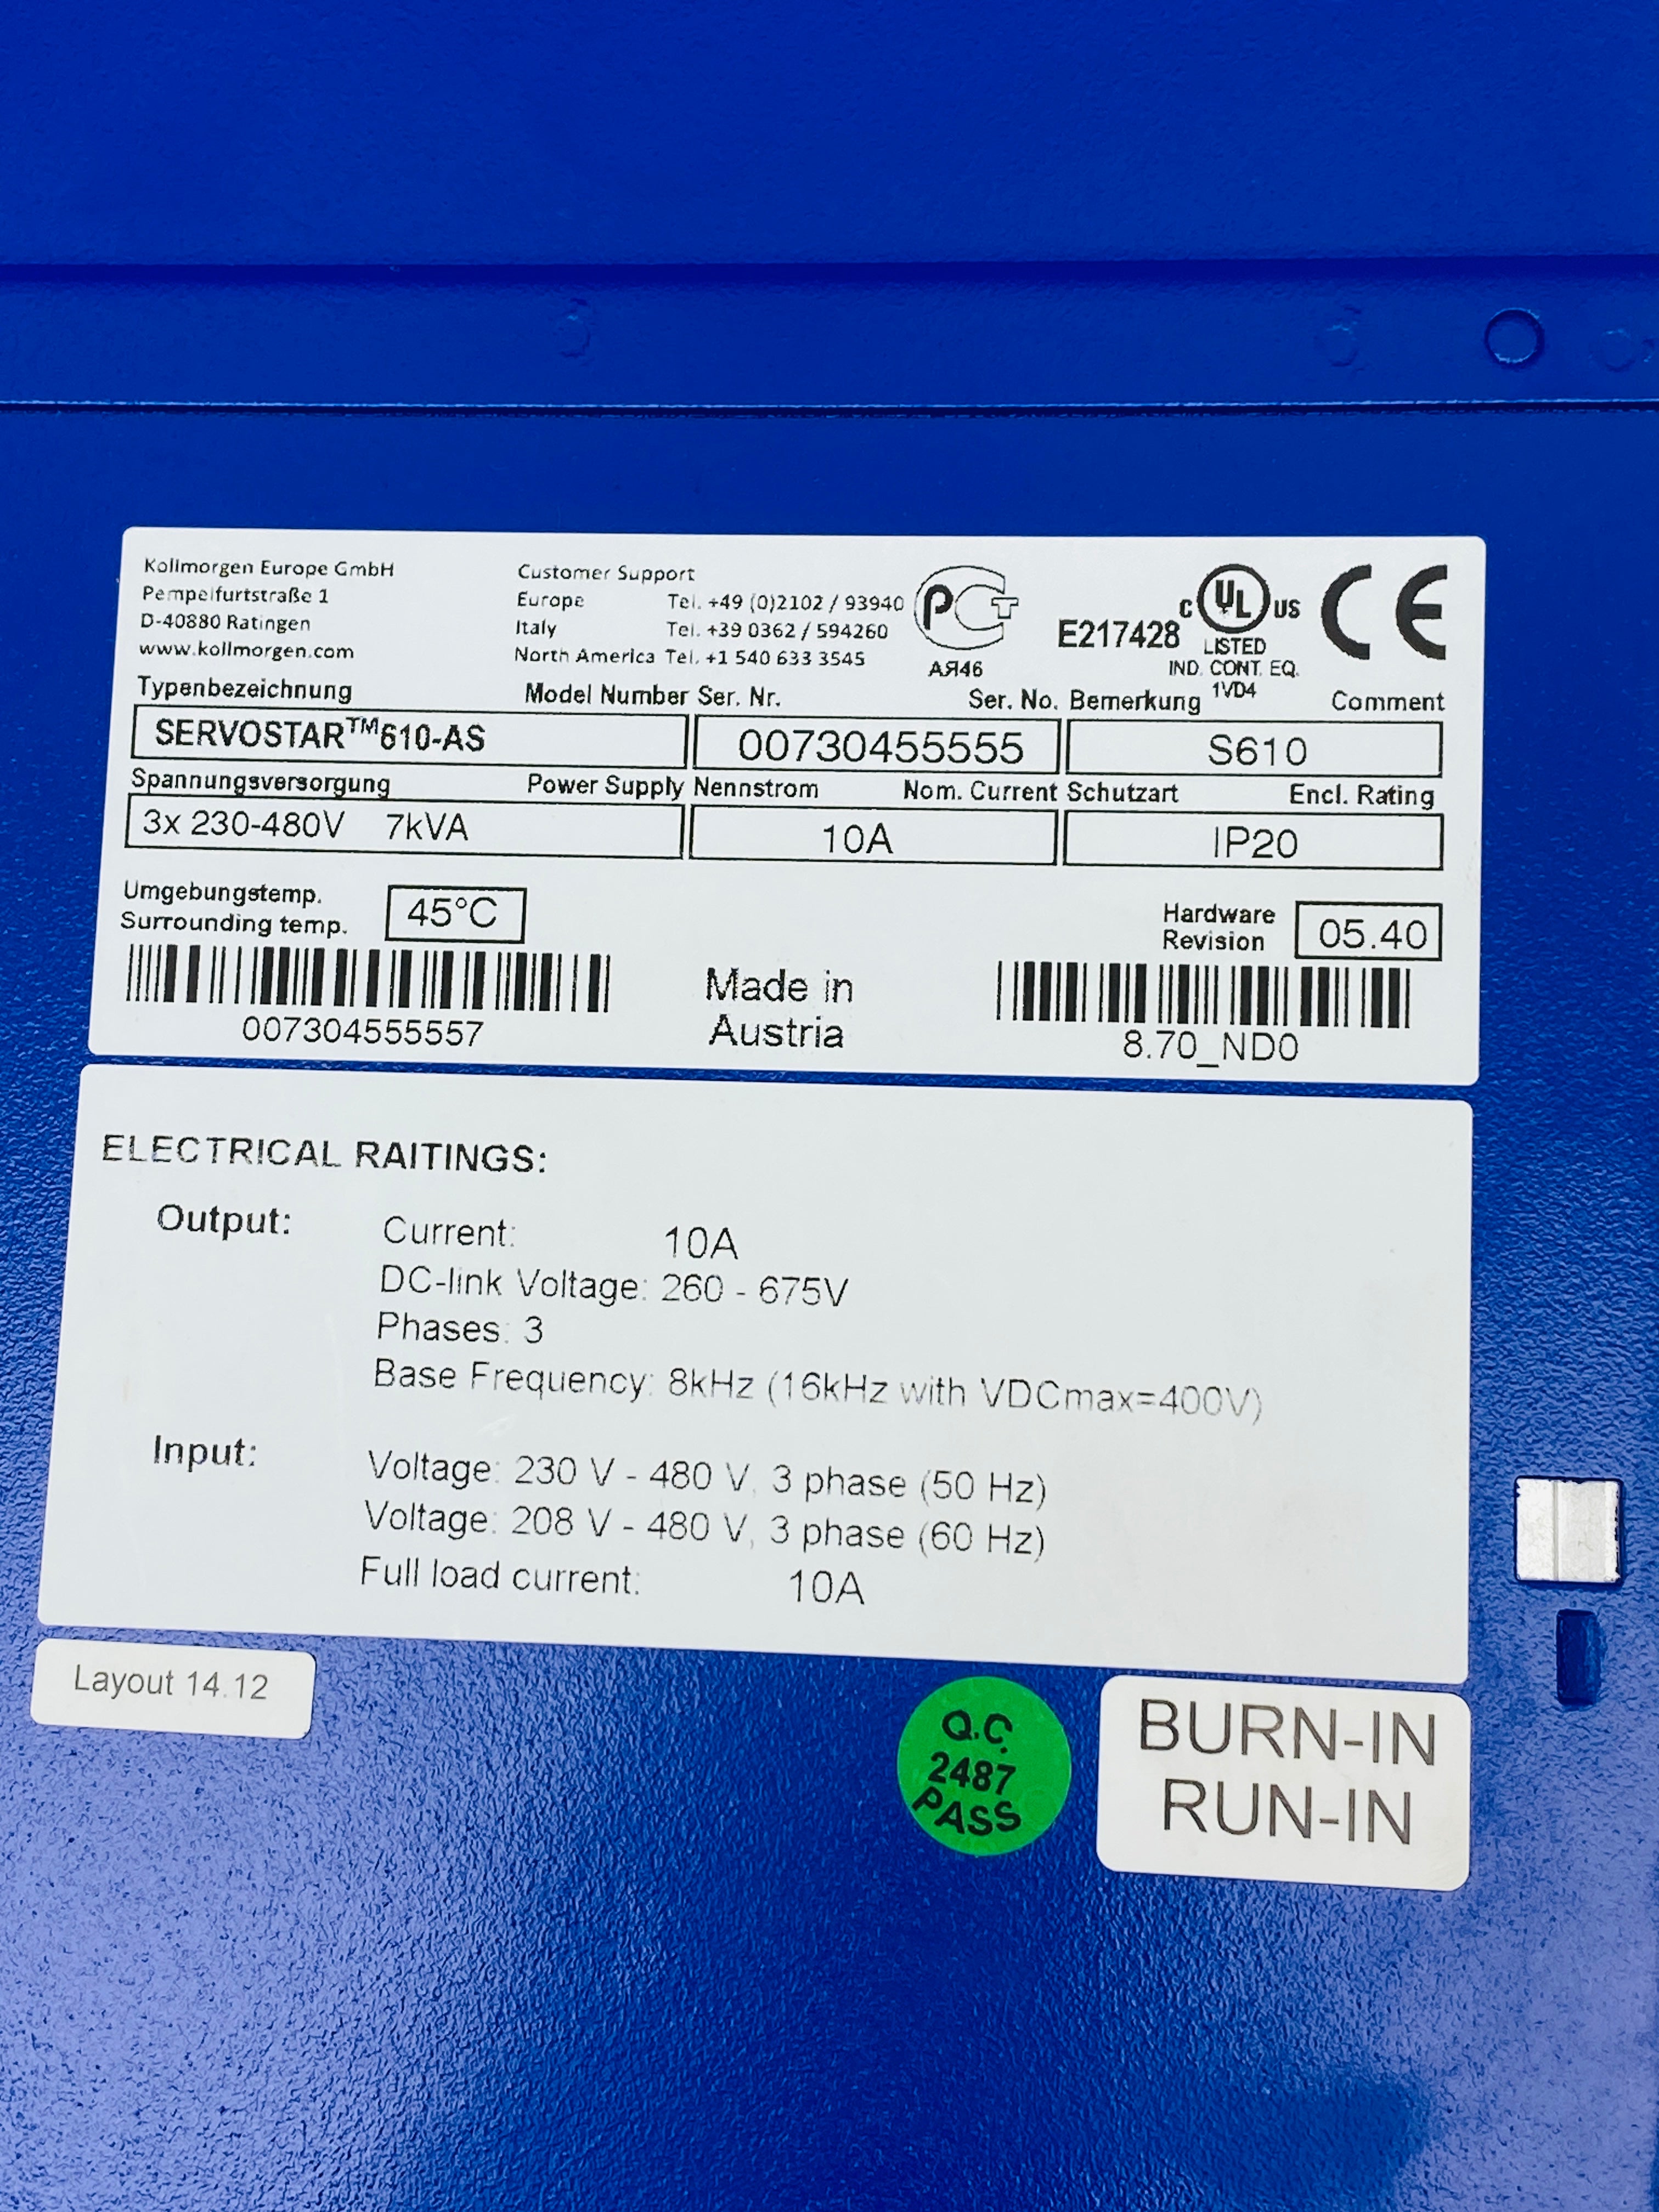 Kollmorgen Europe GmbH
Pempelfurtstraße 1
D-40880 Ratingen
www.kollmorgen.com
Customer Support
Europe Tel. +49 (0)2102 / 93940
Italy Tel. +39 0362 / 594260
North America Tel. +1 540 633 3545
РСТ
АЯ46
E217428
C UL US
LISTED
IND. CONT. EQ.
1VD4
CE
Typenbezeichnung Model Number Ser. Nr. Ser. No. Bemerkung Comment
SERVOSTAR™610-AS 00730455555 S610
Spannungsversorgung Power Supply Nennstrom Nom. Current Schutzart Encl. Rating
3x 230-480V 7kVA 10A IP20
Umgebungstemp.
Surrounding temp. 45°C
Hardware
Revision 05.40
007304555557
Made in
Austria
8.70_ND0
ELECTRICAL RAITINGS:
Output: Current: 10A
DC-link Voltage: 260 - 675V
Phases: 3
Base Frequency: 8kHz (16kHz with VDCmax=400V)
Input: Voltage: 230 V - 480 V, 3 phase (50 Hz)
Voltage: 208 V - 480 V, 3 phase (60 Hz)
Full load current: 10A
Layout 14.12
Q.C.
2487
PASS
BURN-IN
RUN-IN